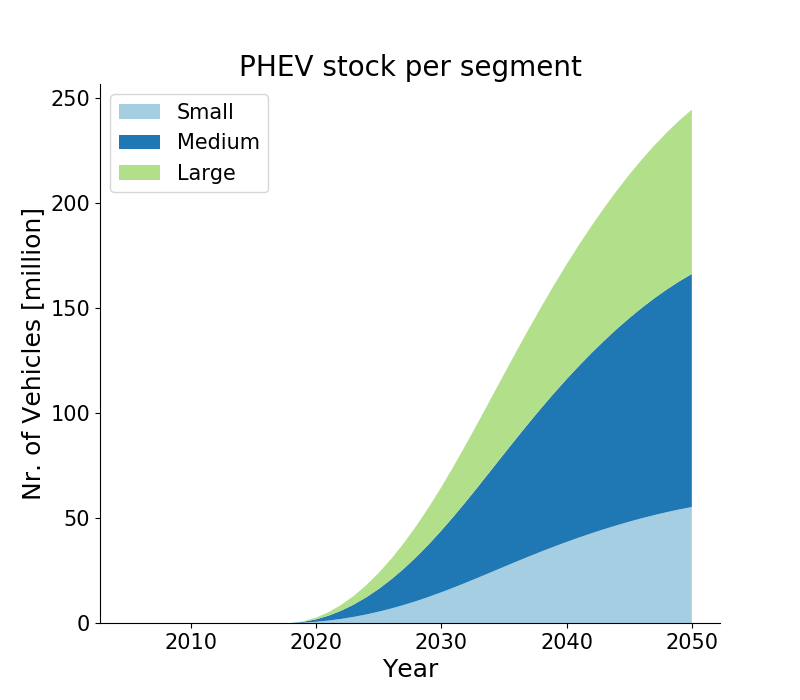 PHEV stock per segment
Small
Medium
Large
Nr. of Vehicles [million]
250
200
150
100
50
0
2010 2020 2030 2040 2050
Year